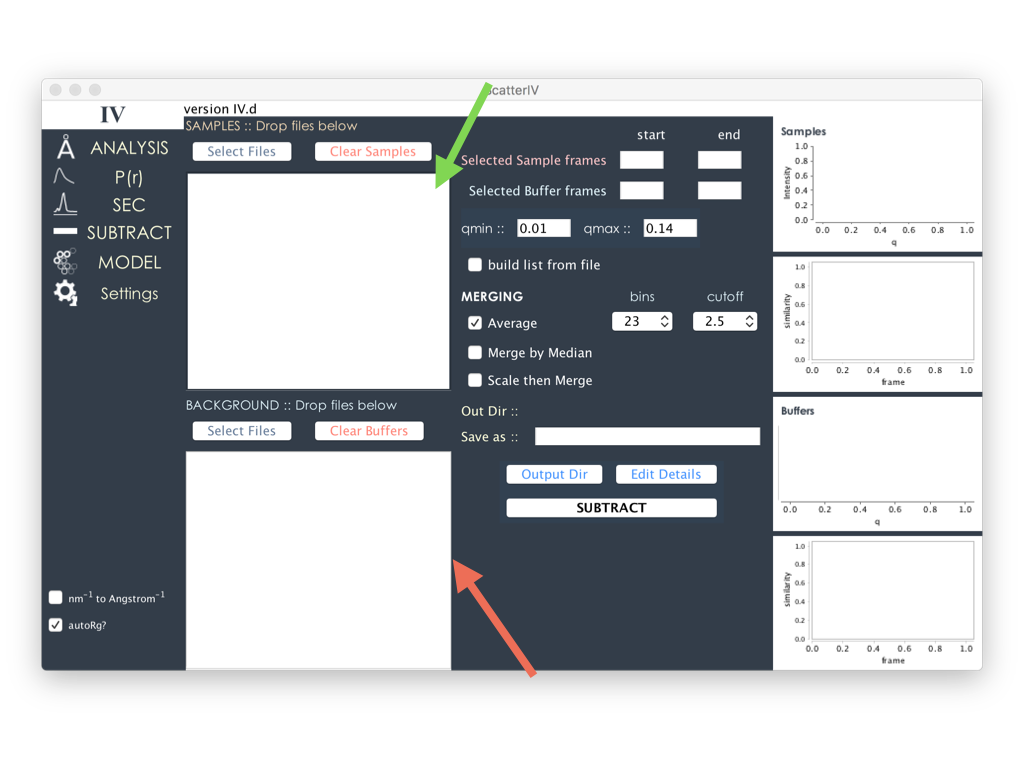 ScatterIV
IV
version IV.d
SAMPLES :: Drop files below
Select Files
Clear Samples
ANALYSIS
P(r)
SEC
SUBTRACT
MODEL
Settings
nm⁻¹ to Angstrom⁻¹
autoRg?
BACKGROUND :: Drop files below
Select Files
Clear Buffers
start end
Selected Sample frames
Selected Buffer frames
qmin :: 0.01 qmax :: 0.14
build list from file
MERGING bins cutoff
Average 23 2.5
Merge by Median
Scale then Merge
Out Dir ::
Save as ::
Output Dir Edit Details
SUBTRACT
Samples
Intensity
1.0
0.8
0.6
0.4
0.2
0.0
0.0 0.2 0.4 0.6 0.8 1.0
q
similarity
1.0
0.8
0.6
0.4
0.2
0.0
0.0 0.2 0.4 0.6 0.8 1.0
frame
Buffers
0.0 0.2 0.4 0.6 0.8 1.0
q
similarity
1.0
0.8
0.6
0.4
0.2
0.0
0.0 0.2 0.4 0.6 0.8 1.0
frame